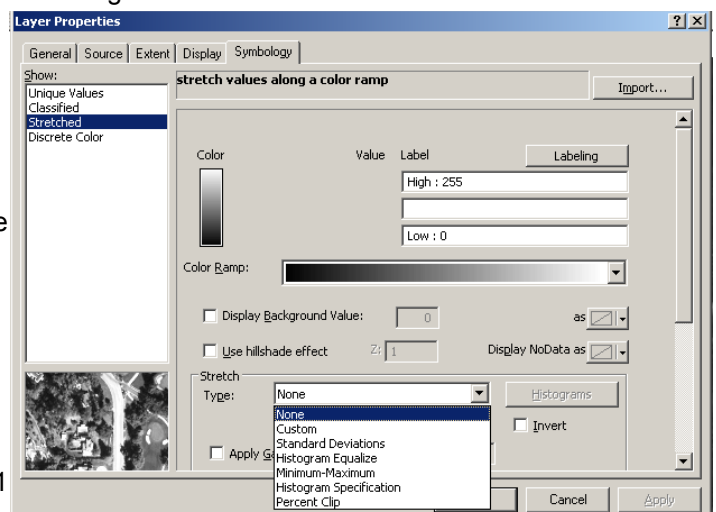 Layer Properties
General Source Extent Display Symbology
Show:
Unique Values
Classified
Stretched
Discrete Color
stretch values along a color ramp
Import...
Color Value Label Labeling
High : 255
Low : 0
Color Ramp:
Display Background Value: 0 as
Use hillshade effect Z: 1 Display NoData as
Stretch
Type: None Histograms
None
Custom
Standard Deviations
Histogram Equalize
Minimum-Maximum
Histogram Specification
Percent Clip
Invert
Apply
Cancel Apply
e
1